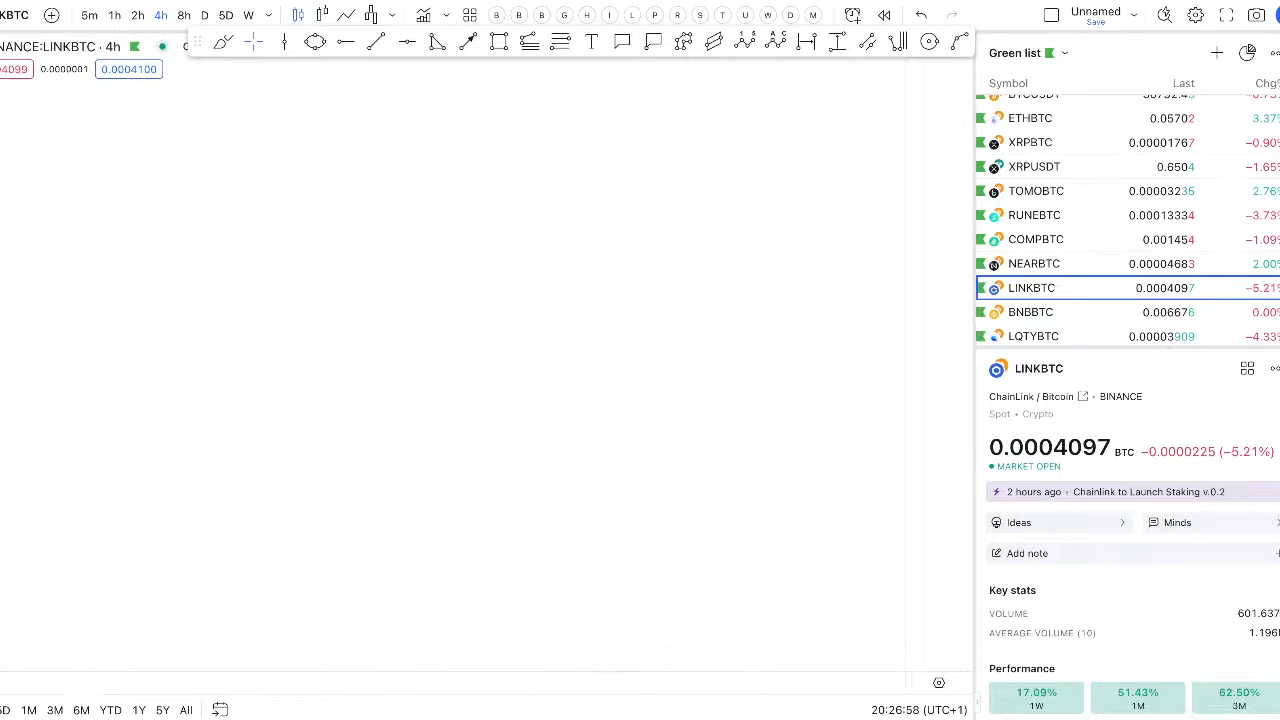 KBTC 5m 1h 2h 4h 8h D 5D W B B B G H I L P R S T U W D M Unnamed
Save
NANCE:LINKBTC · 4h
4099 0.0000001 0.0004100
Green list
Symbol Last Chg%
ETHBTC 0.05702 3.37%
XRPBTC 0.00001767 −0.90%
XRPUSDT 0.6504 −1.65%
TOMOBTC 0.00003235 2.76%
RUNEBTC 0.00013334 −3.73%
COMPBTC 0.001454 −1.09%
NEARBTC 0.00004683 2.00%
LINKBTC 0.0004097 −5.21%
BNBBTC 0.006676 0.00%
LQTYBTC 0.00003909 −4.33%
LINKBTC
ChainLink / Bitcoin • BINANCE
Spot • Crypto
0.0004097 BTC −0.0000225 (−5.21%)
MARKET OPEN
2 hours ago • Chainlink to Launch Staking v.0.2
Ideas Minds
Add note
Key stats
VOLUME 601.637
AVERAGE VOLUME (10) 1.196
Performance
17.09% 51.43% 62.50%
1W 1M 3M
5D 1M 3M 6M YTD 1Y 5Y All 20:26:58 (UTC+1)